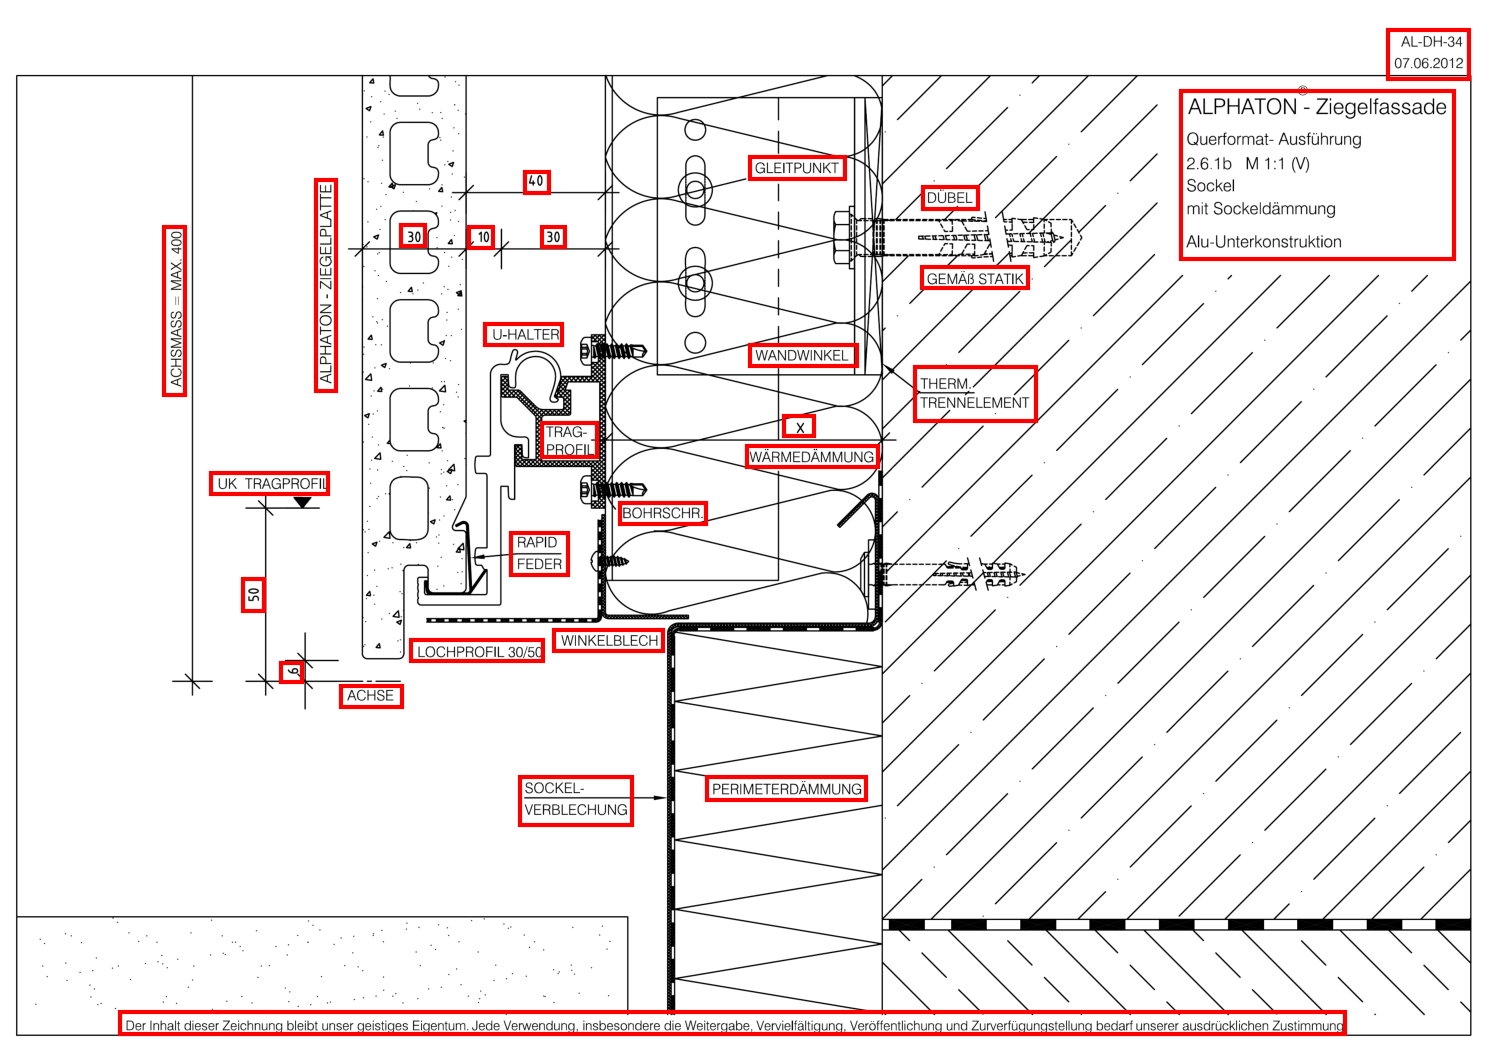 AL-DH-34
07.06.2012
ALPHATON® - Ziegelfassade
Querformat- Ausführung
2.6.1b M 1:1 (V)
Sockel
mit Sockeldämmung
Alu-Unterkonstruktion
GLEITPUNKT
40
DÜBEL
30
10
30
GEMÄß STATIK
ACHSMASS = MAX. 400
ALPHATON - ZIEGELPLATTE
U-HALTER
WANDWINKEL
THERM.
TRENNELEMENT
TRAG-
PROFIL
X
WÄRMEDÄMMUNG
UK TRAGPROFIL
BOHRSCHR.
RAPID
FEDER
50
WINKELBLECH
LOCHPROFIL 30/50
6
ACHSE
SOCKEL-
VERBLECHUNG
PERIMETERDÄMMUNG
Der Inhalt dieser Zeichnung bleibt unser geistiges Eigentum. Jede Verwendung, insbesondere die Weitergabe, Vervielfältigung, Veröffentlichung und Zurverfügungstellung bedarf unserer ausdrücklichen Zustimmung